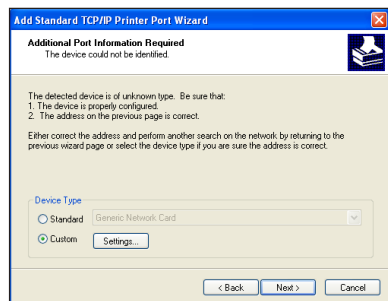 Add Standard TCP/IP Printer Port Wizard
Additional Port Information Required
The device could not be identified.
The detected device is of unknown type. Be sure that:
1. The device is properly configured.
2. The address on the previous page is correct.
Either correct the address and perform another search on the network by returning to the
previous wizard page or select the device type if you are sure the address is correct.
Device Type
Standard Generic Network Card
Custom Settings...
< Back Next > Cancel